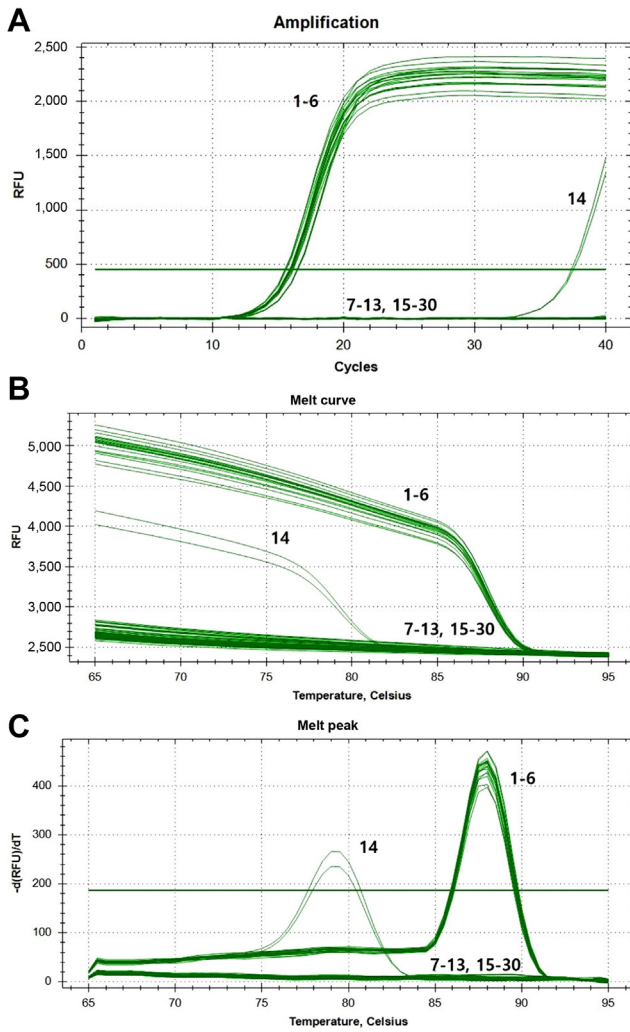 A
Amplification
2,500
2,000
1,500
1,000
500
0
RFU
1-6
14
7-13, 15-30
0 10 20 30 40
Cycles
B
Melt curve
5,000
4,500
4,000
3,500
3,000
2,500
RFU
1-6
14
7-13, 15-30
65 70 75 80 85 90 95
Temperature, Celsius
C
Melt peak
400
300
200
100
0
-d(RFU)/dT
1-6
14
7-13, 15-30
65 70 75 80 85 90 95
Temperature, Celsius